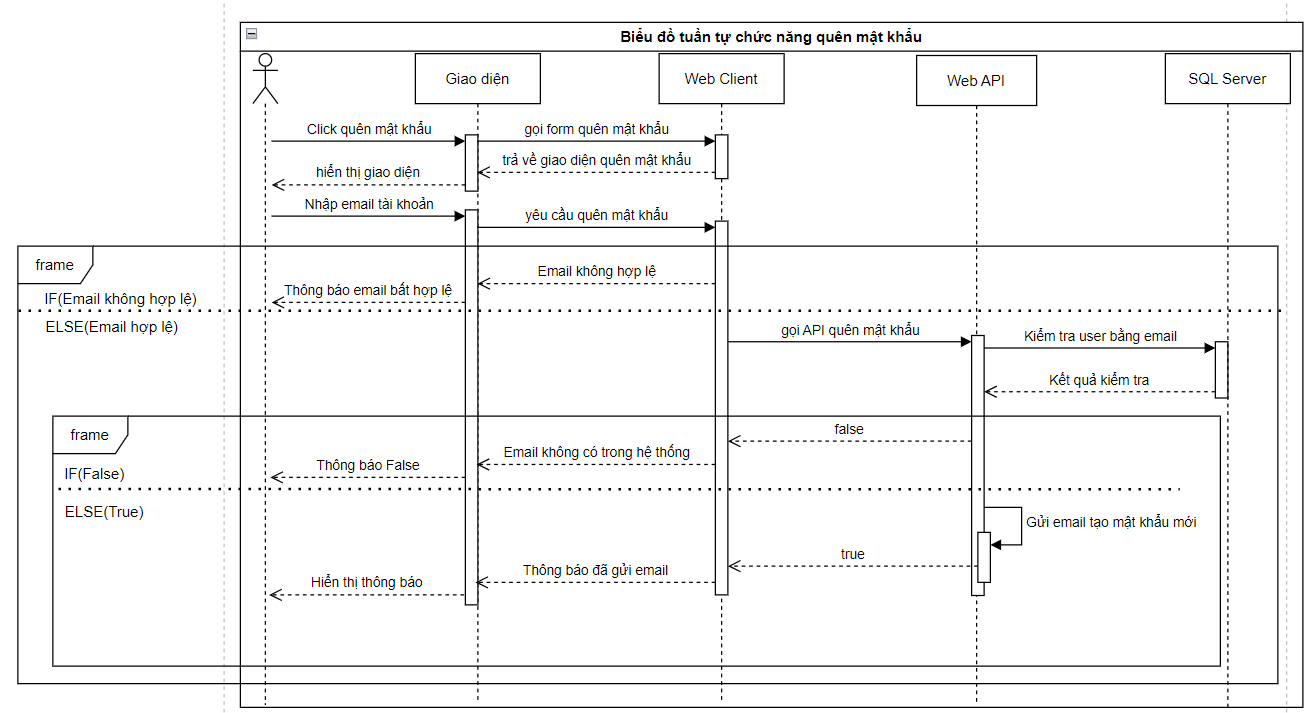 Biểu đồ tuần tự chức năng quên mật khẩu
Giao diện
Web Client
Web API
SQL Server
Click quên mật khẩu
gọi form quên mật khẩu
trả về giao diện quên mật khẩu
hiển thị giao diện
Nhập email tài khoản
yêu cầu quên mật khẩu
frame
Email không hợp lệ
Thông báo email bất hợp lệ
IF(Email không hợp lệ)
ELSE(Email hợp lệ)
gọi API quên mật khẩu
Kiểm tra user bằng email
Kết quả kiểm tra
frame
false
Email không có trong hệ thống
Thông báo False
IF(False)
ELSE(True)
Gửi email tạo mật khẩu mới
true
Thông báo đã gửi email
Hiển thị thông báo